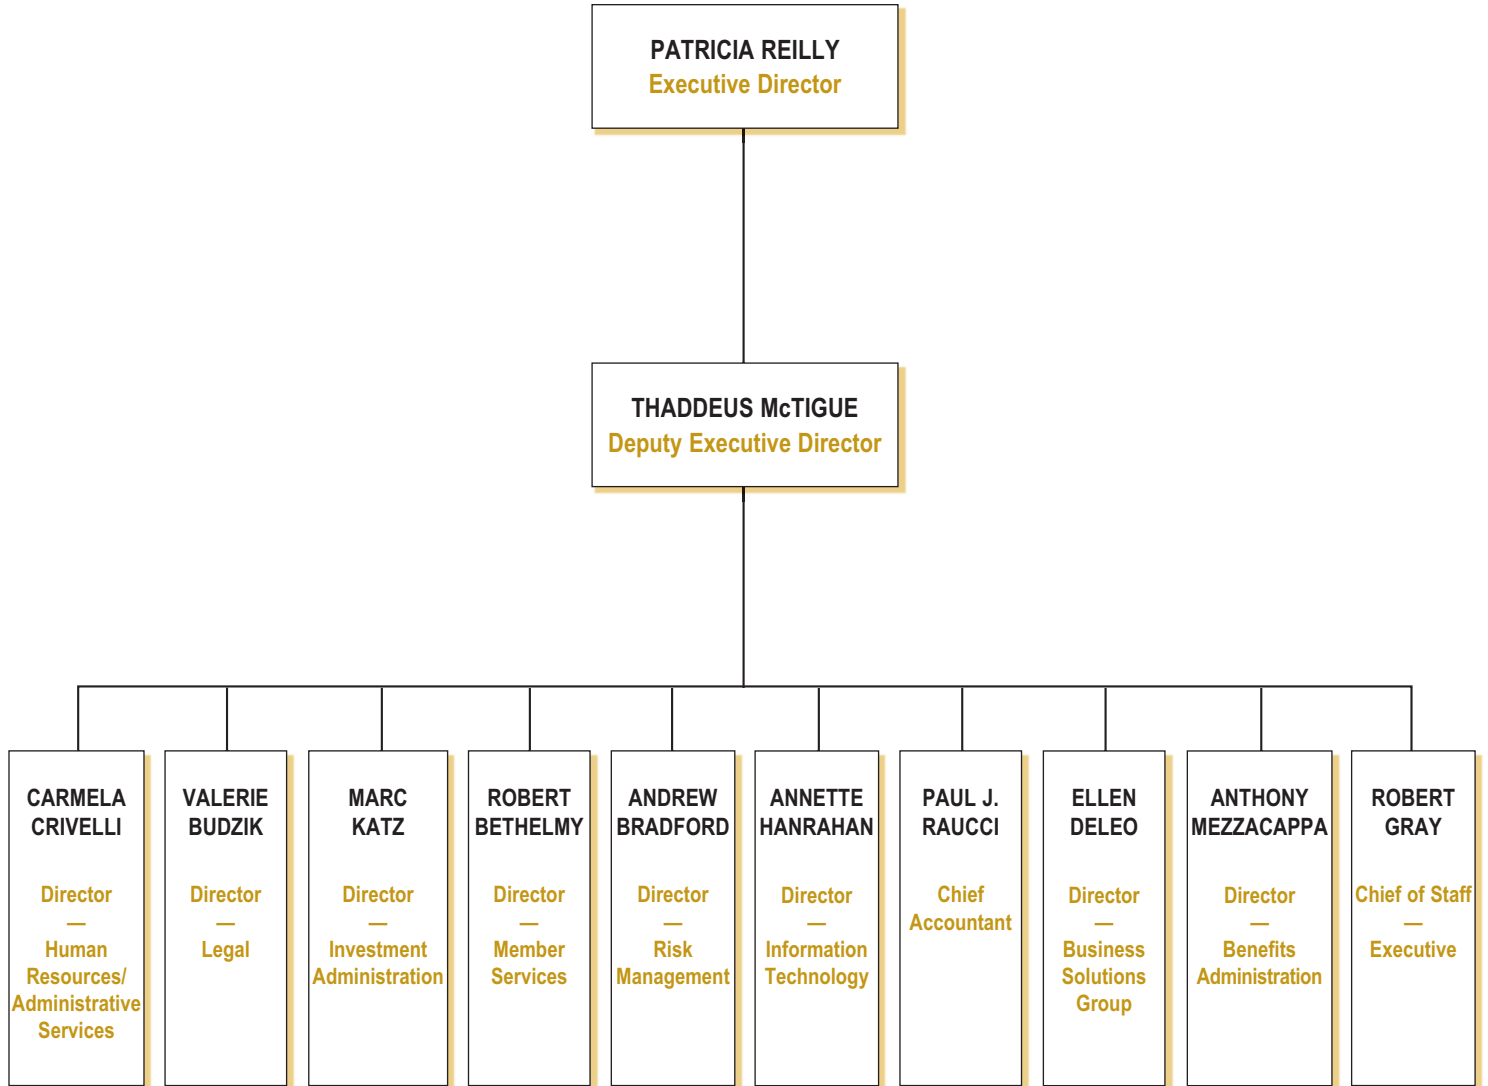 PATRICIA REILLY
Executive Director
THADDEUS McTIGUE
Deputy Executive Director
CARMELA
CRIVELLI
Director
—
Human
Resources/
Administrative
Services
VALERIE
BUDZIK
Director
—
Legal
MARC
KATZ
Director
—
Investment
Administration
ROBERT
BETHELMY
Director
—
Member
Services
ANDREW
BRADFORD
Director
—
Risk
Management
ANNETTE
HANRAHAN
Director
—
Information
Technology
PAUL J.
RAUCCI
Chief
Accountant
ELLEN
DELEO
Director
—
Business
Solutions
Group
ANTHONY
MEZZACAPPA
Director
—
Benefits
Administration
ROBERT
GRAY
Chief of Staff
—
Executive